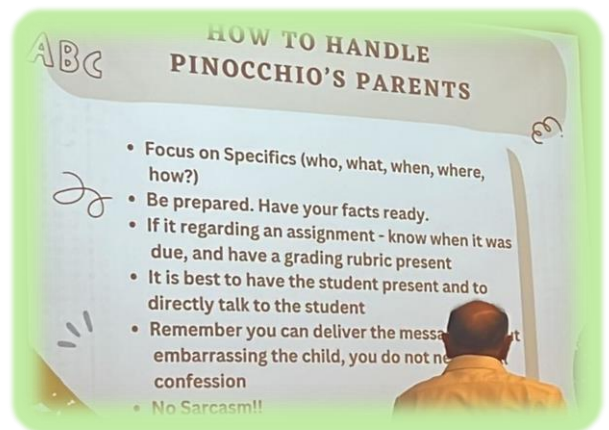 ABC
HOW TO HANDLE
PINOCCHIO'S PARENTS
• Focus on Specifics (who, what, when, where,
how?)
• Be prepared. Have your facts ready.
• If it regarding an assignment - know when it was
due, and have a grading rubric present
• It is best to have the student present and to
directly talk to the student
• Remember you can deliver the
embarrassing the child, you do not
confession
• No Sarcasm!!